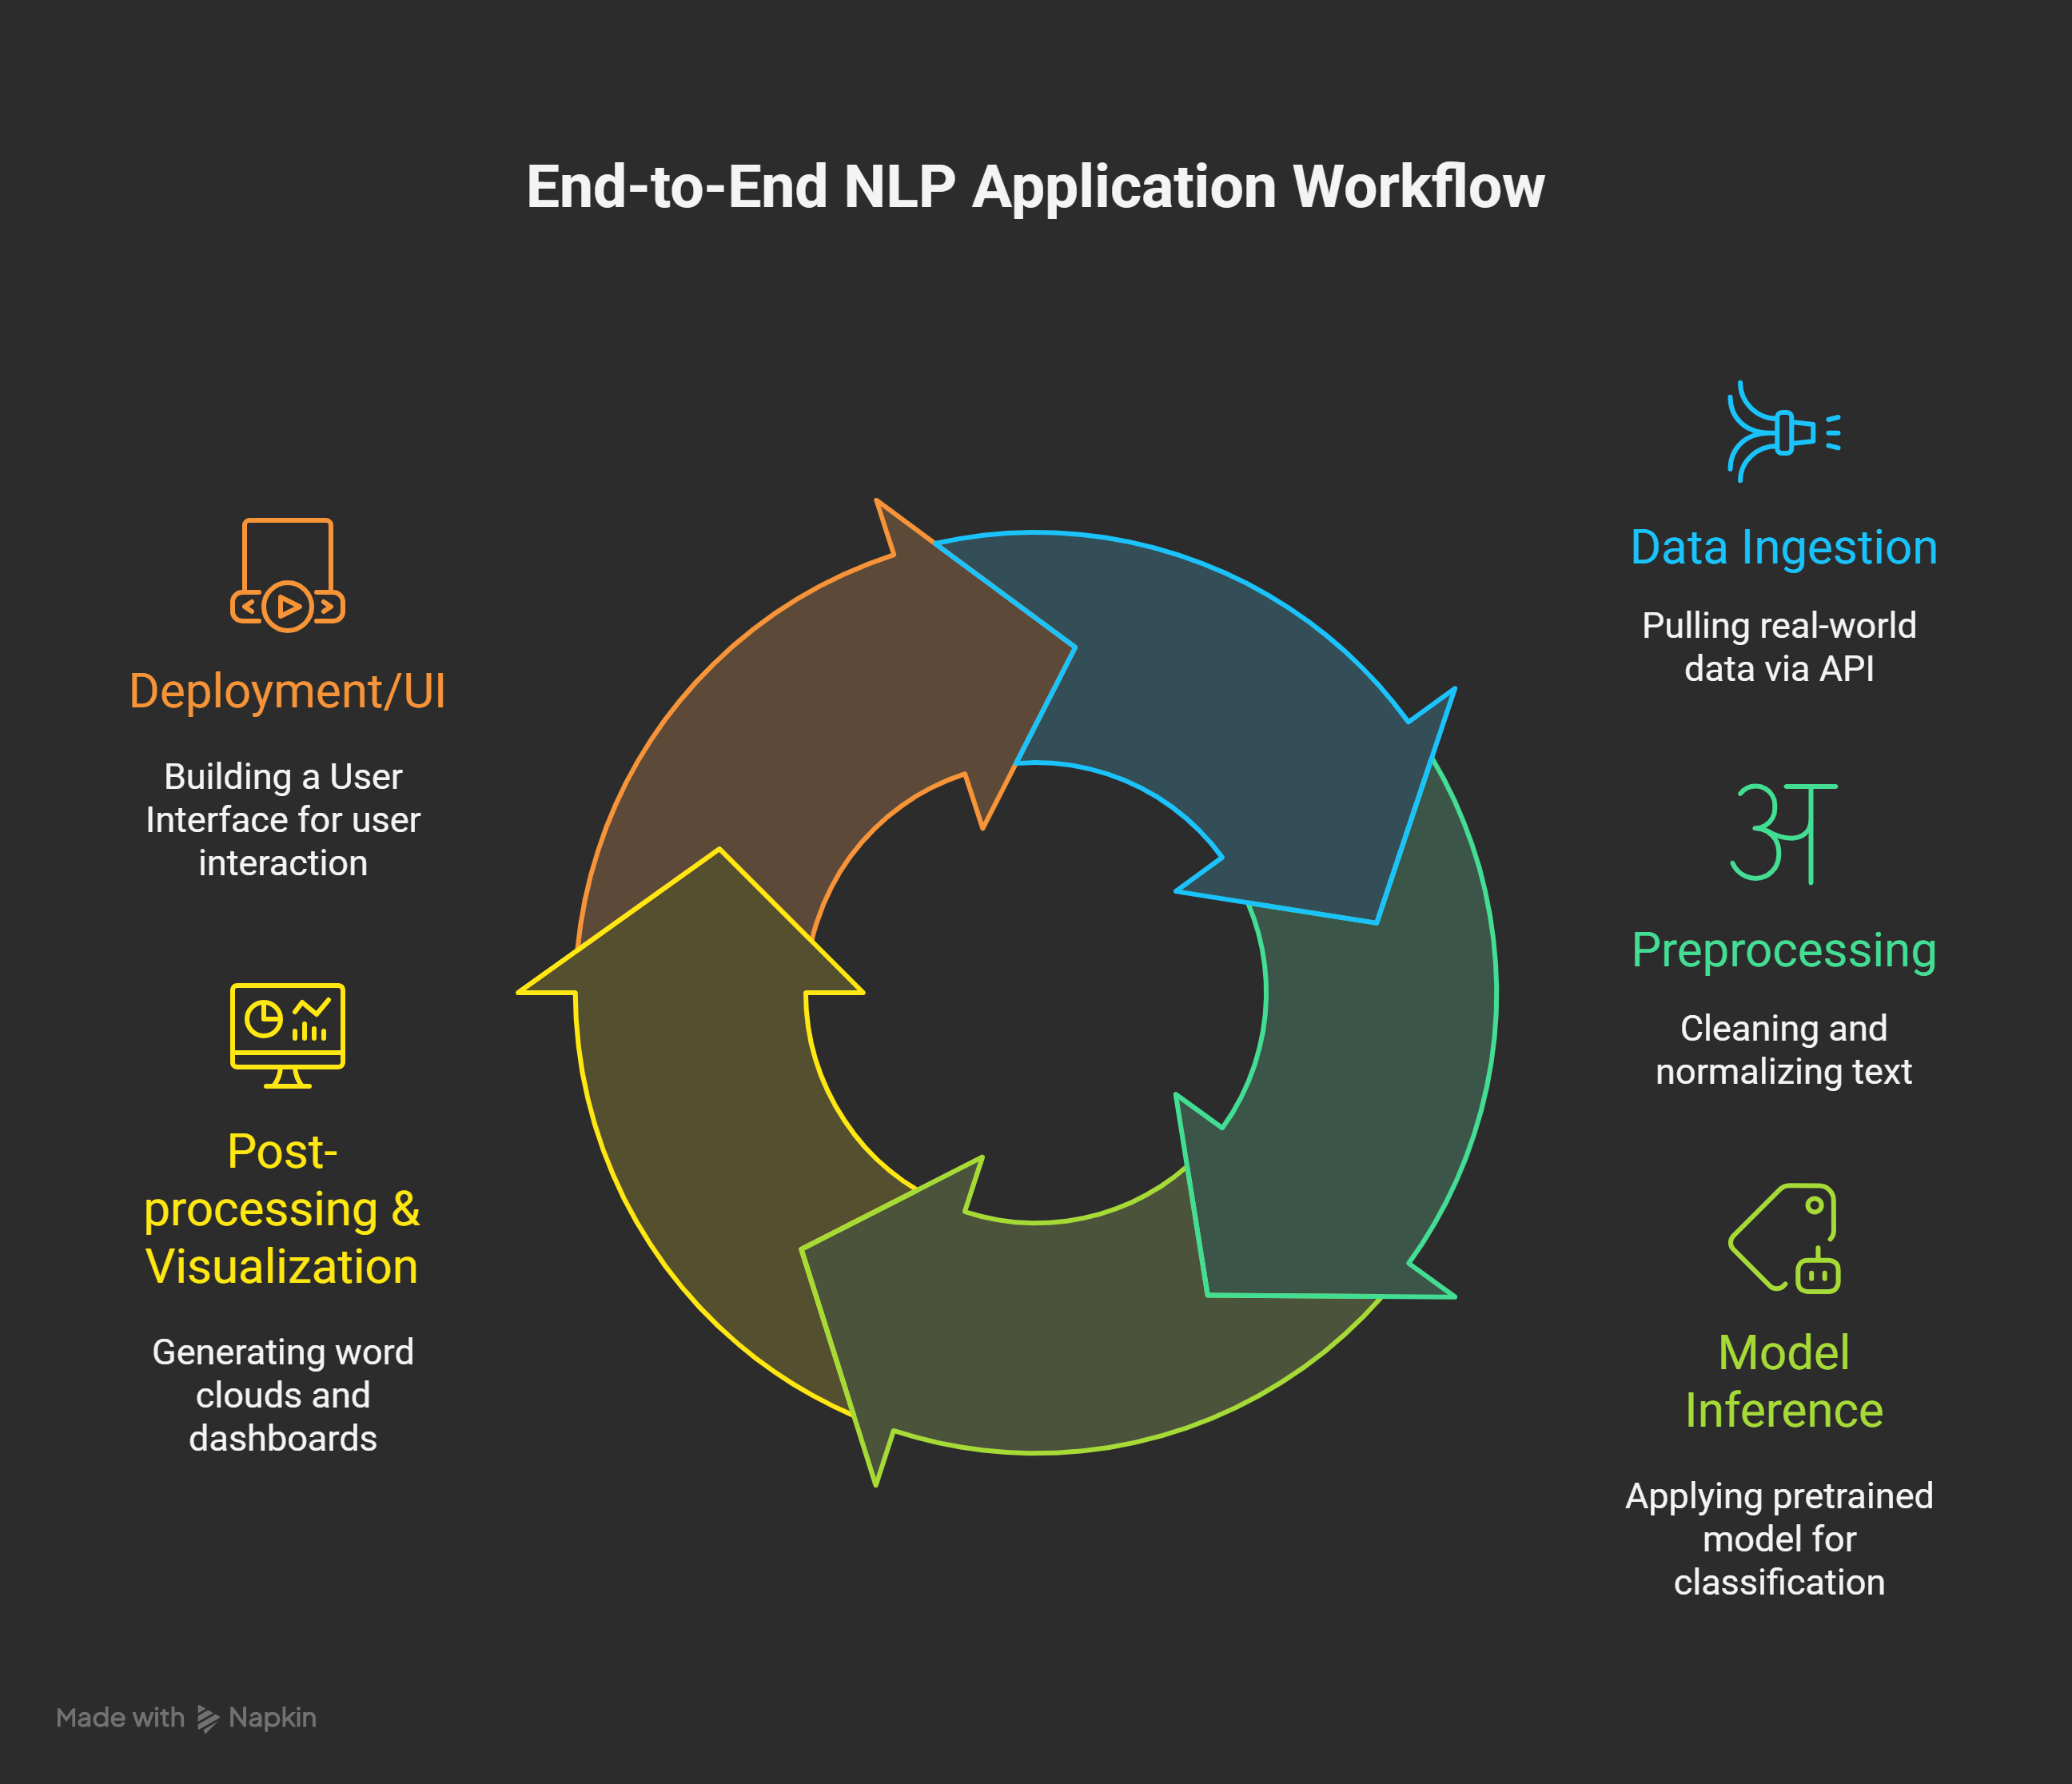 End-to-End NLP Application Workflow
Data Ingestion
Pulling real-world
data via API
अ
Preprocessing
Cleaning and
normalizing text
Model
Inference
Applying pretrained
model for
classification
Post-
processing &
Visualization
Generating word
clouds and
dashboards
Deployment/UI
Building a User
Interface for user
interaction
Made with Napkin